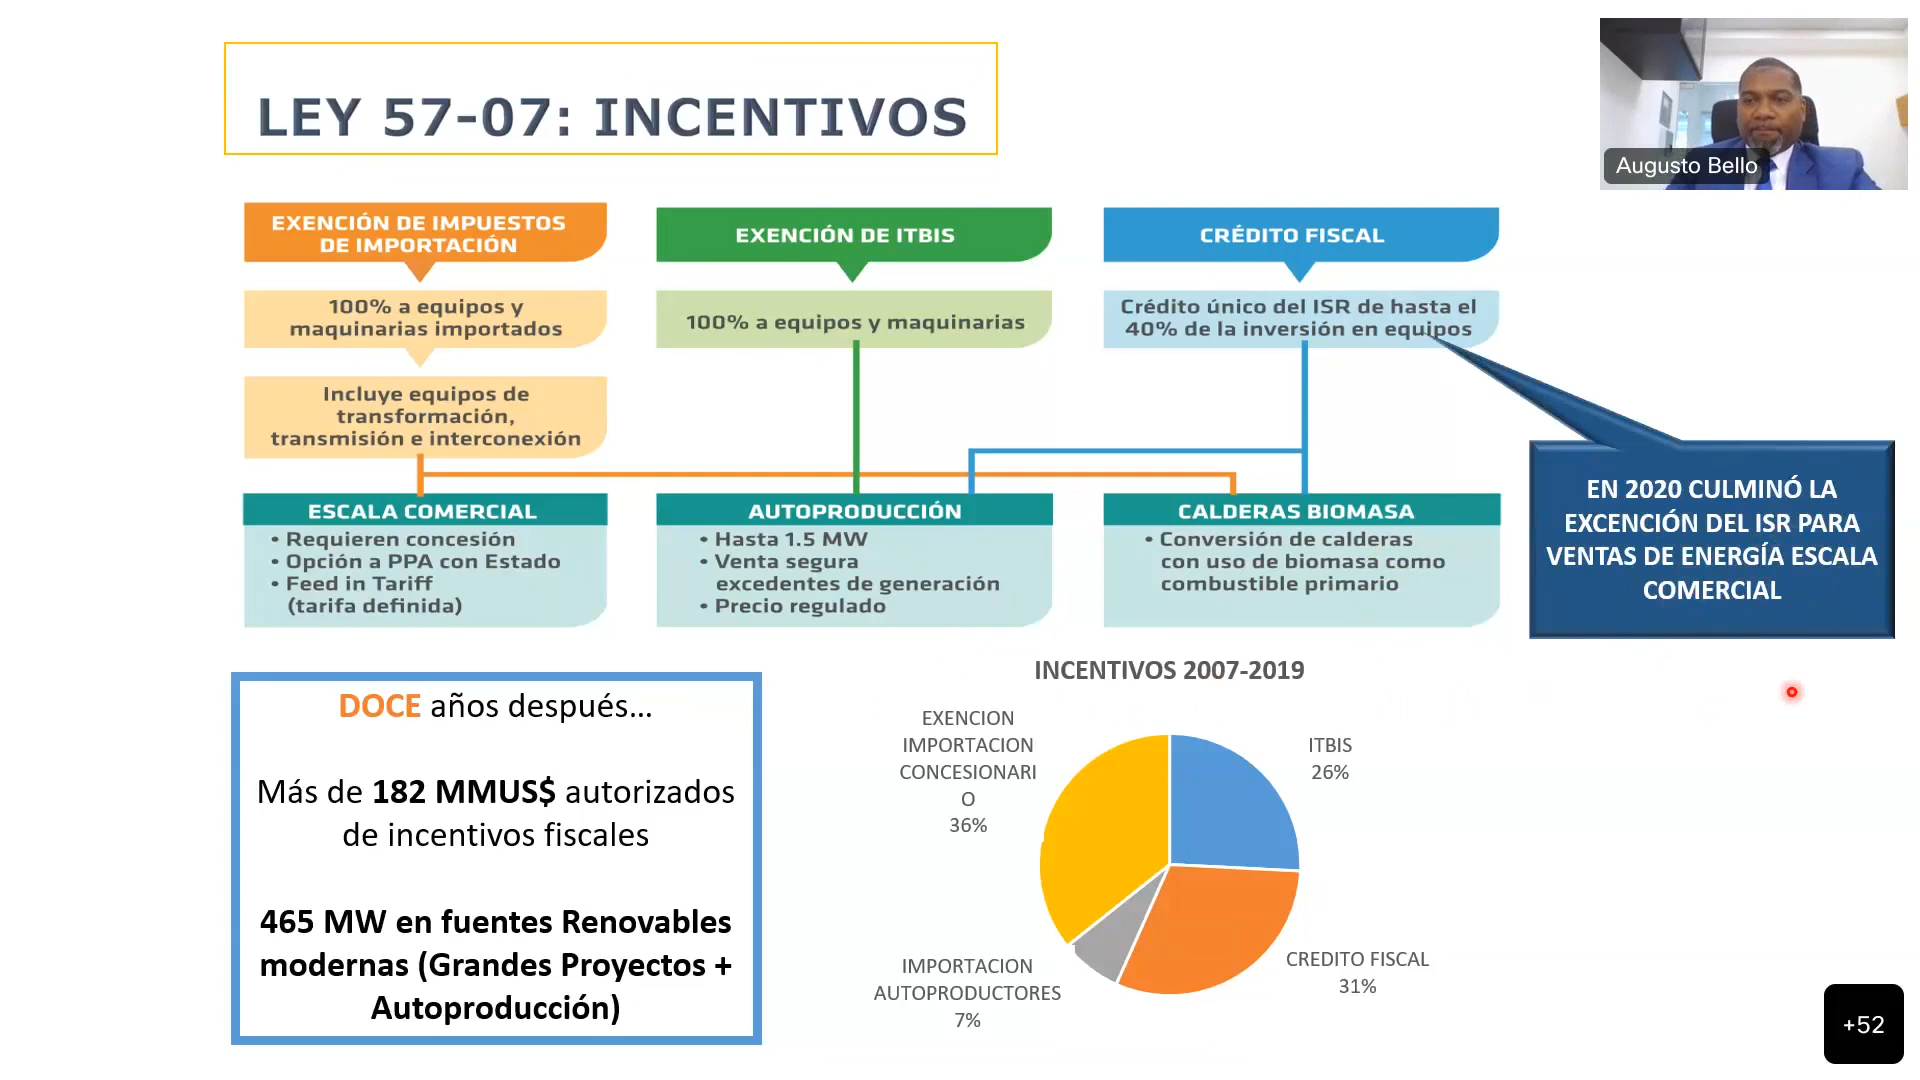 LEY 57-07: INCENTIVOS
Augusto Bello
EXENCIÓN DE IMPUESTOS
DE IMPORTACIÓN
100% a equipos y
maquinarias importados
Incluye equipos de
transformación,
transmisión e interconexión
EXENCIÓN DE ITBIS
100% a equipos y maquinarias
CRÉDITO FISCAL
Crédito único del ISR de hasta el
40% de la inversión en equipos
EN 2020 CULMINÓ LA
EXCENCIÓN DEL ISR PARA
VENTAS DE ENERGÍA ESCALA
COMERCIAL
ESCALA COMERCIAL
• Requieren concesión
• Opción a PPA con Estado
• Feed in Tariff
(tarifa definida)
AUTOPRODUCCIÓN
• Hasta 1.5 MW
• Venta segura
excedentes de generación
• Precio regulado
CALDERAS BIOMASA
• Conversión de calderas
con uso de biomasa como
combustible primario
DOCE años después...
Más de 182 MMUS$ autorizados
de incentivos fiscales
465 MW en fuentes Renovables
modernas (Grandes Proyectos +
Autoproducción)
INCENTIVOS 2007-2019
EXENCION
IMPORTACION
CONCESIONARI
O
36%
ITBIS
26%
IMPORTACION
AUTOPRODUCTORES
7%
CREDITO FISCAL
31%
+52